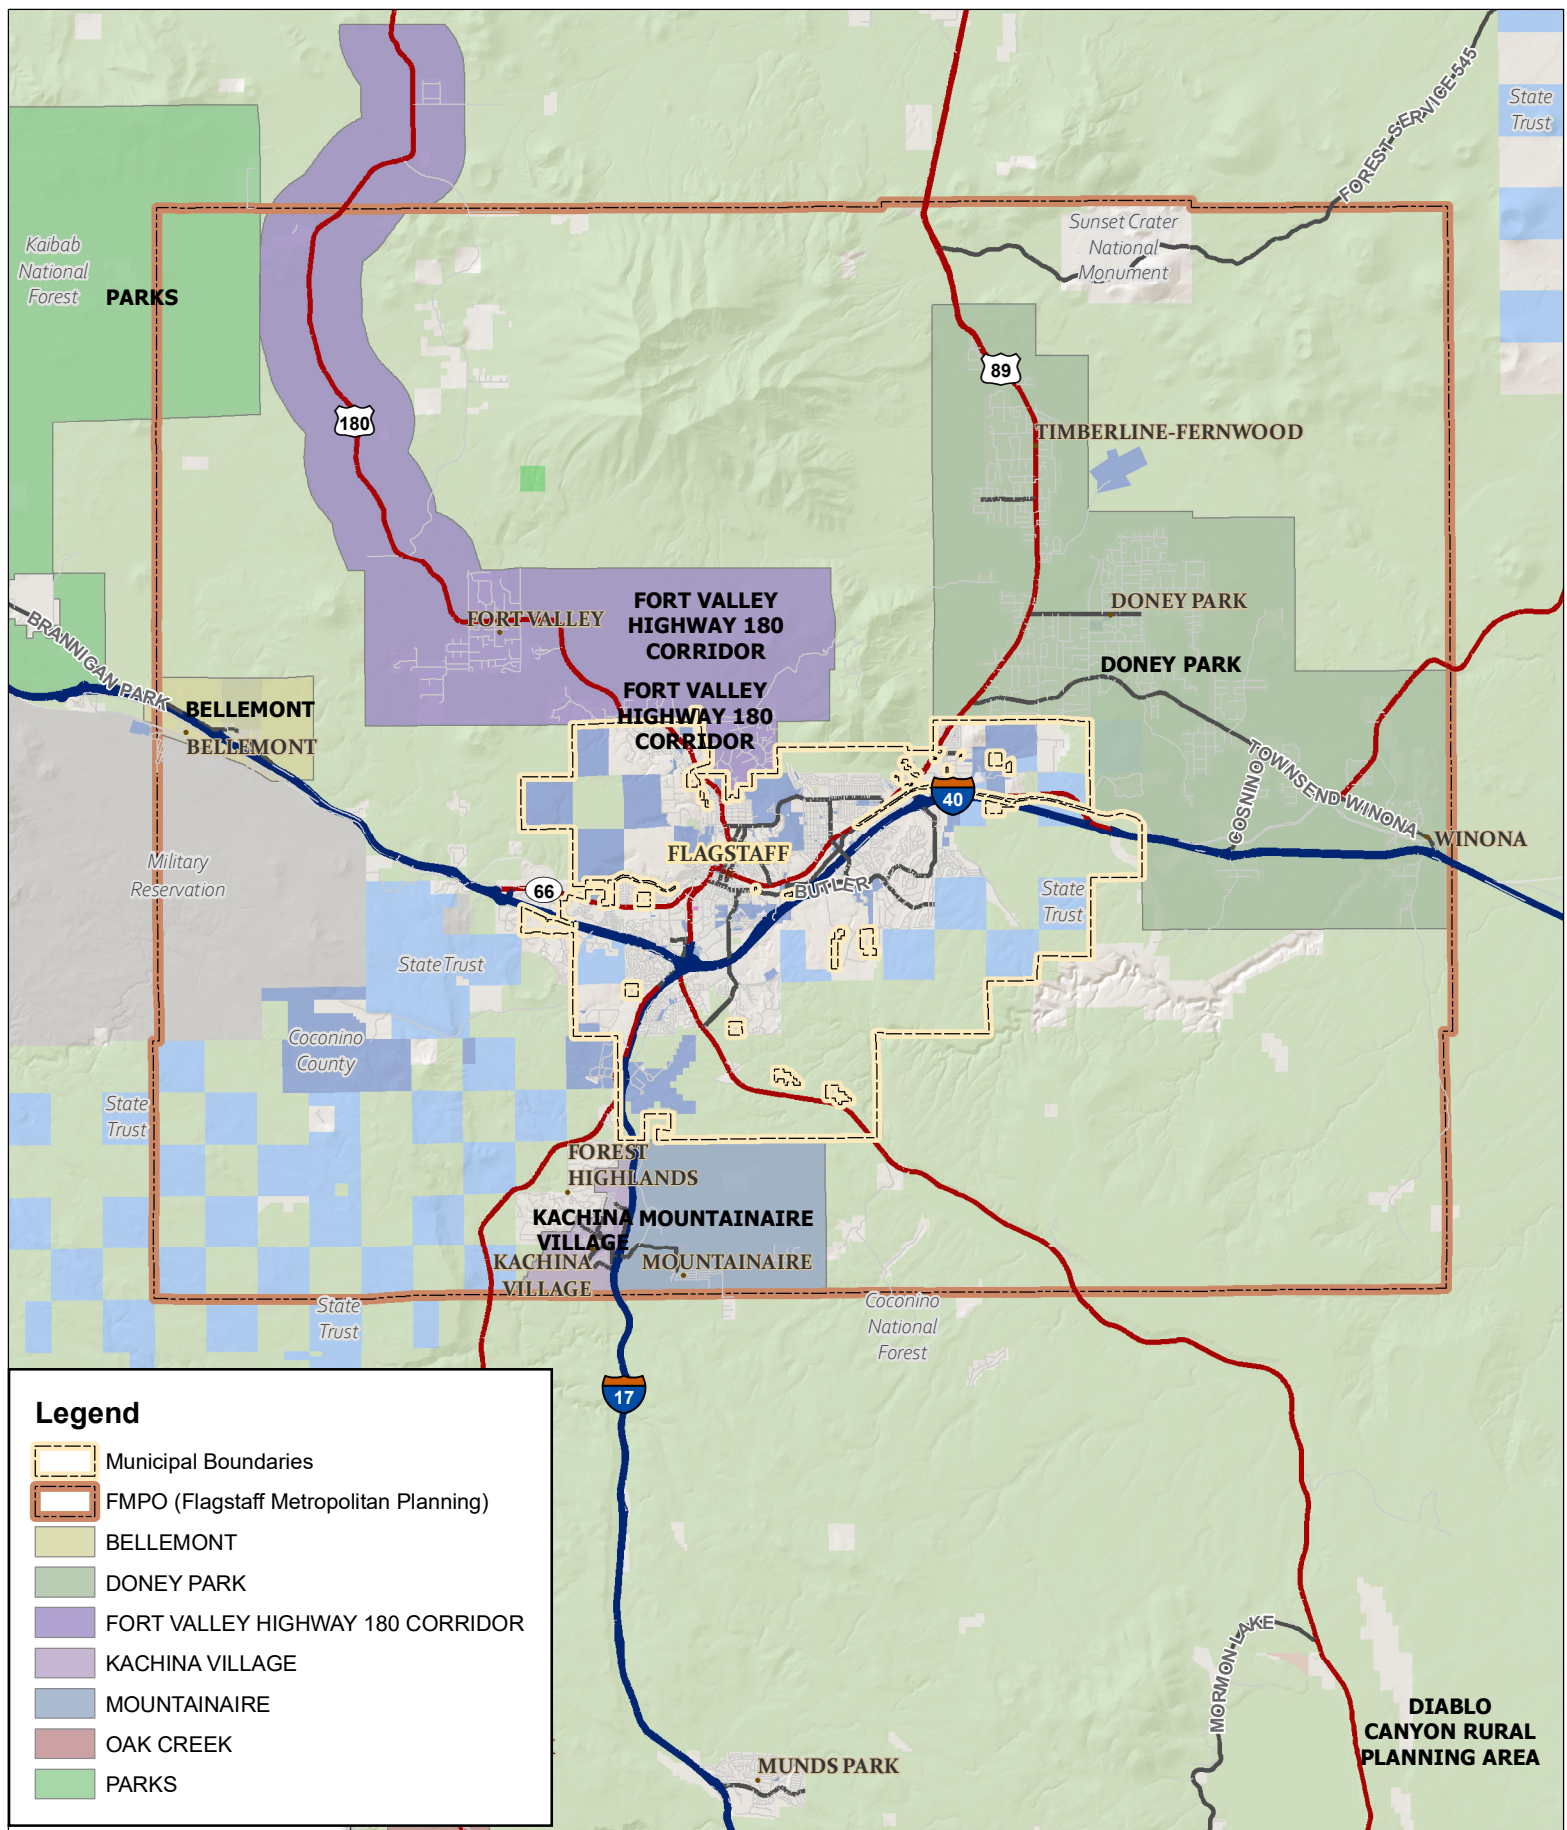 FOREST SERVICE 545
State
Trust
Sunset Crater
National
Monument
Kaibab
National
Forest
PARKS
89
180
TIMBERLINE-FERNWOOD
FORT VALLEY
HIGHWAY 180
CORRIDOR
DONEY PARK
FORT VALLEY
BRANNIGAN PARK
DONEY PARK
FORT VALLEY
HIGHWAY 180
CORRIDOR
BELLEMONT
BELLEMONT
TOWNSEND WINONA
COSNINO
40
WINONA
FLAGSTAFF
Military
Reservation
66
BUTLER
State
Trust
State Trust
Coconino
County
State
Trust
FOREST
HIGHLANDS
KACHINA
VILLAGE
MOUNTAINAIRE
KACHINA
VILLAGE
MOUNTAINAIRE
State
Trust
Coconino
National
Forest
17
Legend
Municipal Boundaries
FMPO (Flagstaff Metropolitan Planning)
BELLEMONT
DONEY PARK
FORT VALLEY HIGHWAY 180 CORRIDOR
KACHINA VILLAGE
MOUNTAINAIRE
OAK CREEK
PARKS
MORMON LAKE
DIABLO
CANYON RURAL
PLANNING AREA
MUNDS PARK